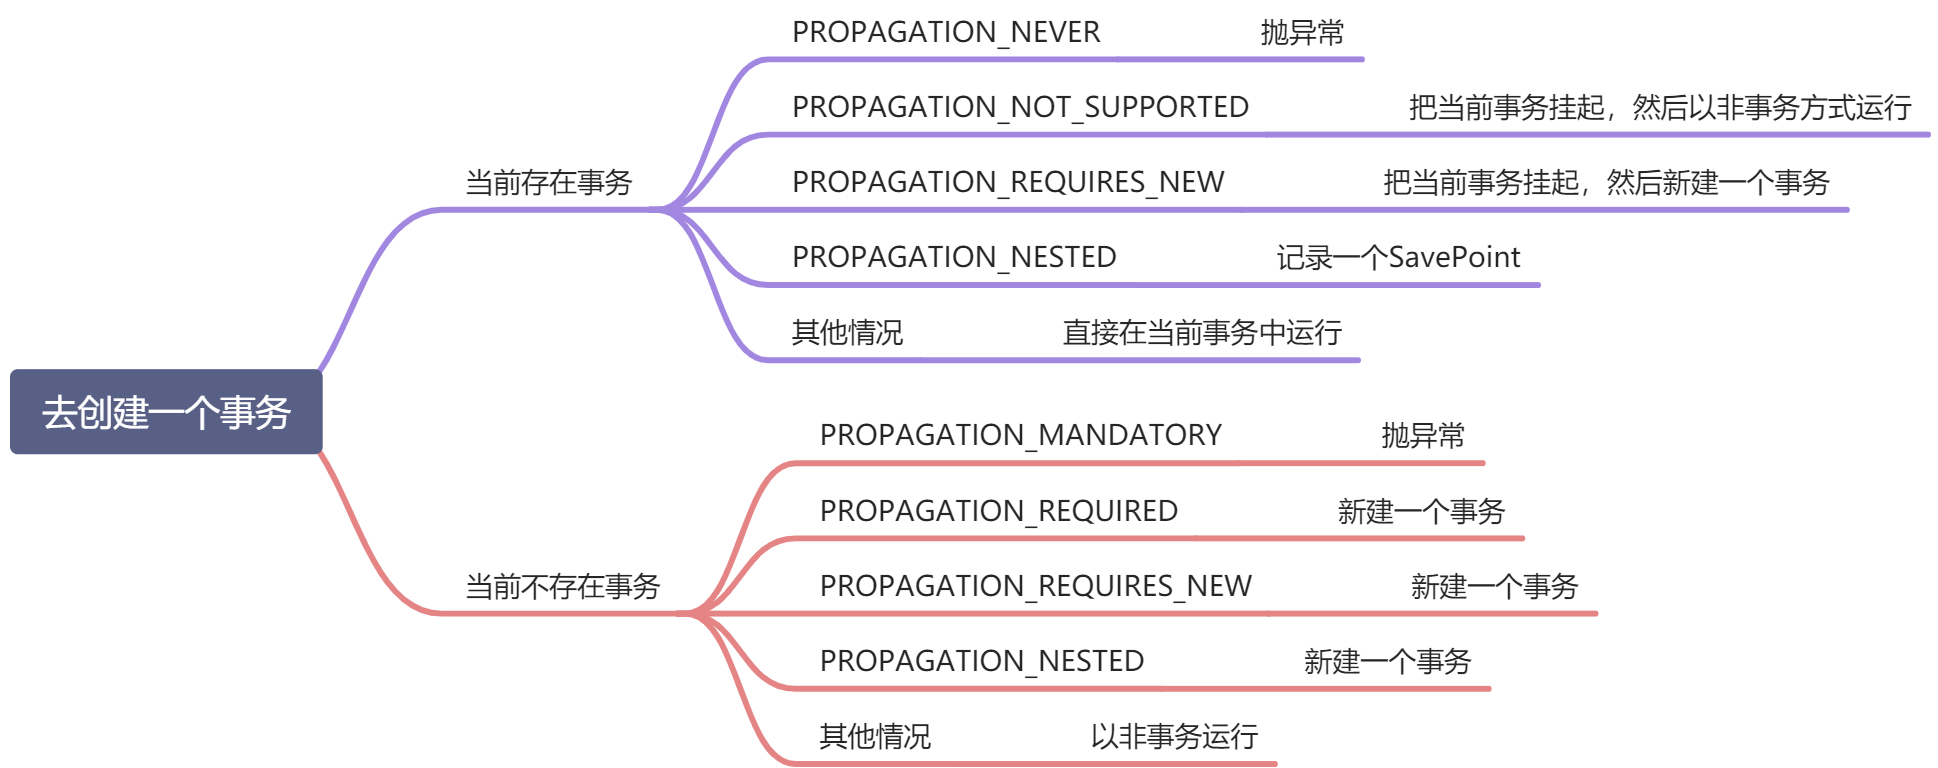 去创建一个事务
当前存在事务
PROPAGATION_NEVER 抛异常
PROPAGATION_NOT_SUPPORTED 把当前事务挂起，然后以非事务方式运行
PROPAGATION_REQUIRES_NEW 把当前事务挂起，然后新建一个事务
PROPAGATION_NESTED 记录一个SavePoint
其他情况 直接在当前事务中运行
当前不存在事务
PROPAGATION_MANDATORY 抛异常
PROPAGATION_REQUIRED 新建一个事务
PROPAGATION_REQUIRES_NEW 新建一个事务
PROPAGATION_NESTED 新建一个事务
其他情况 以非事务运行